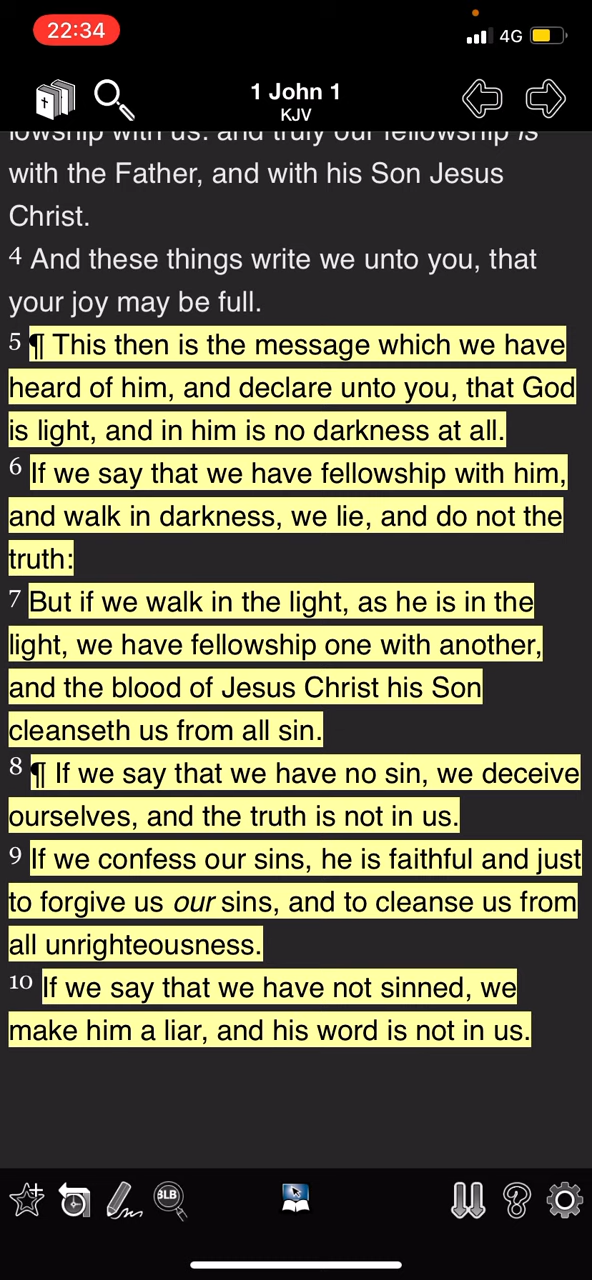 22:34
4G
1 John 1
KJV
lowship with us: and truly our fellowship is
with the Father, and with his Son Jesus
Christ.
4 And these things write we unto you, that
your joy may be full.
5 ¶ This then is the message which we have
heard of him, and declare unto you, that God
is light, and in him is no darkness at all.
6 If we say that we have fellowship with him,
and walk in darkness, we lie, and do not the
truth:
7 But if we walk in the light, as he is in the
light, we have fellowship one with another,
and the blood of Jesus Christ his Son
cleanseth us from all sin.
8 ¶ If we say that we have no sin, we deceive
ourselves, and the truth is not in us.
9 If we confess our sins, he is faithful and just
to forgive us our sins, and to cleanse us from
all unrighteousness.
10 If we say that we have not sinned, we
make him a liar, and his word is not in us.
BLB